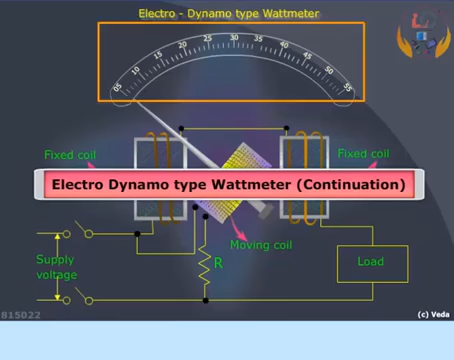 Electro - Dynamo type Wattmeter
05 10 15 20 25 30 35 40 45 50 55
Fixed coil
Fixed coil
Electro Dynamo type Wattmeter (Continuation)
Moving coil
Supply
voltage
R
Load
815022
(c) Veda